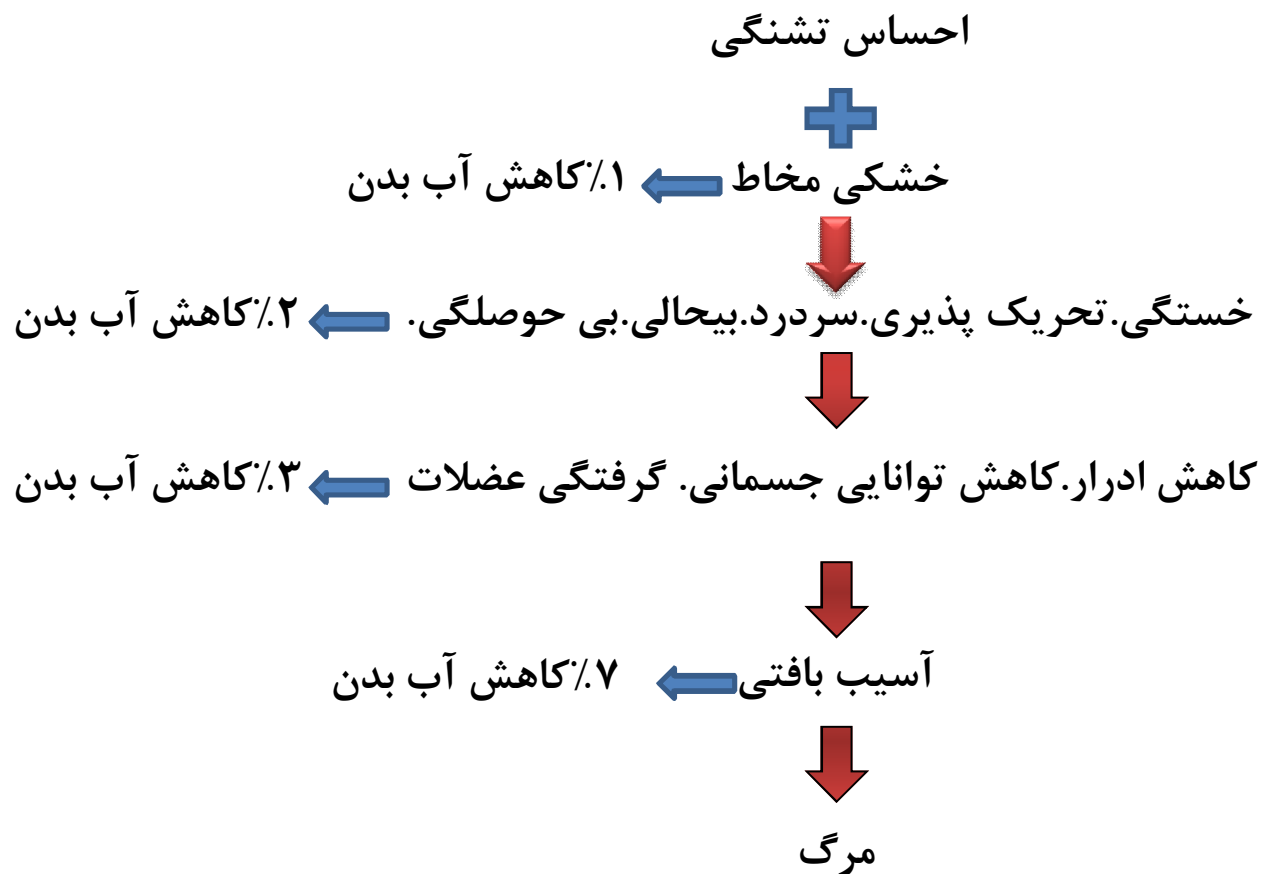 احساس تشنگی
خشکی مخاط ۱٪کاهش آب بدن
خستگی.تحریک پذیری.سردرد.بیحالی.بی حوصلگی. ۲٪کاهش آب بدن
کاهش ادرار.کاهش توانایی جسمانی. گرفتگی عضلات ۳٪کاهش آب بدن
آسیب بافتی ۷٪کاهش آب بدن
مرگ